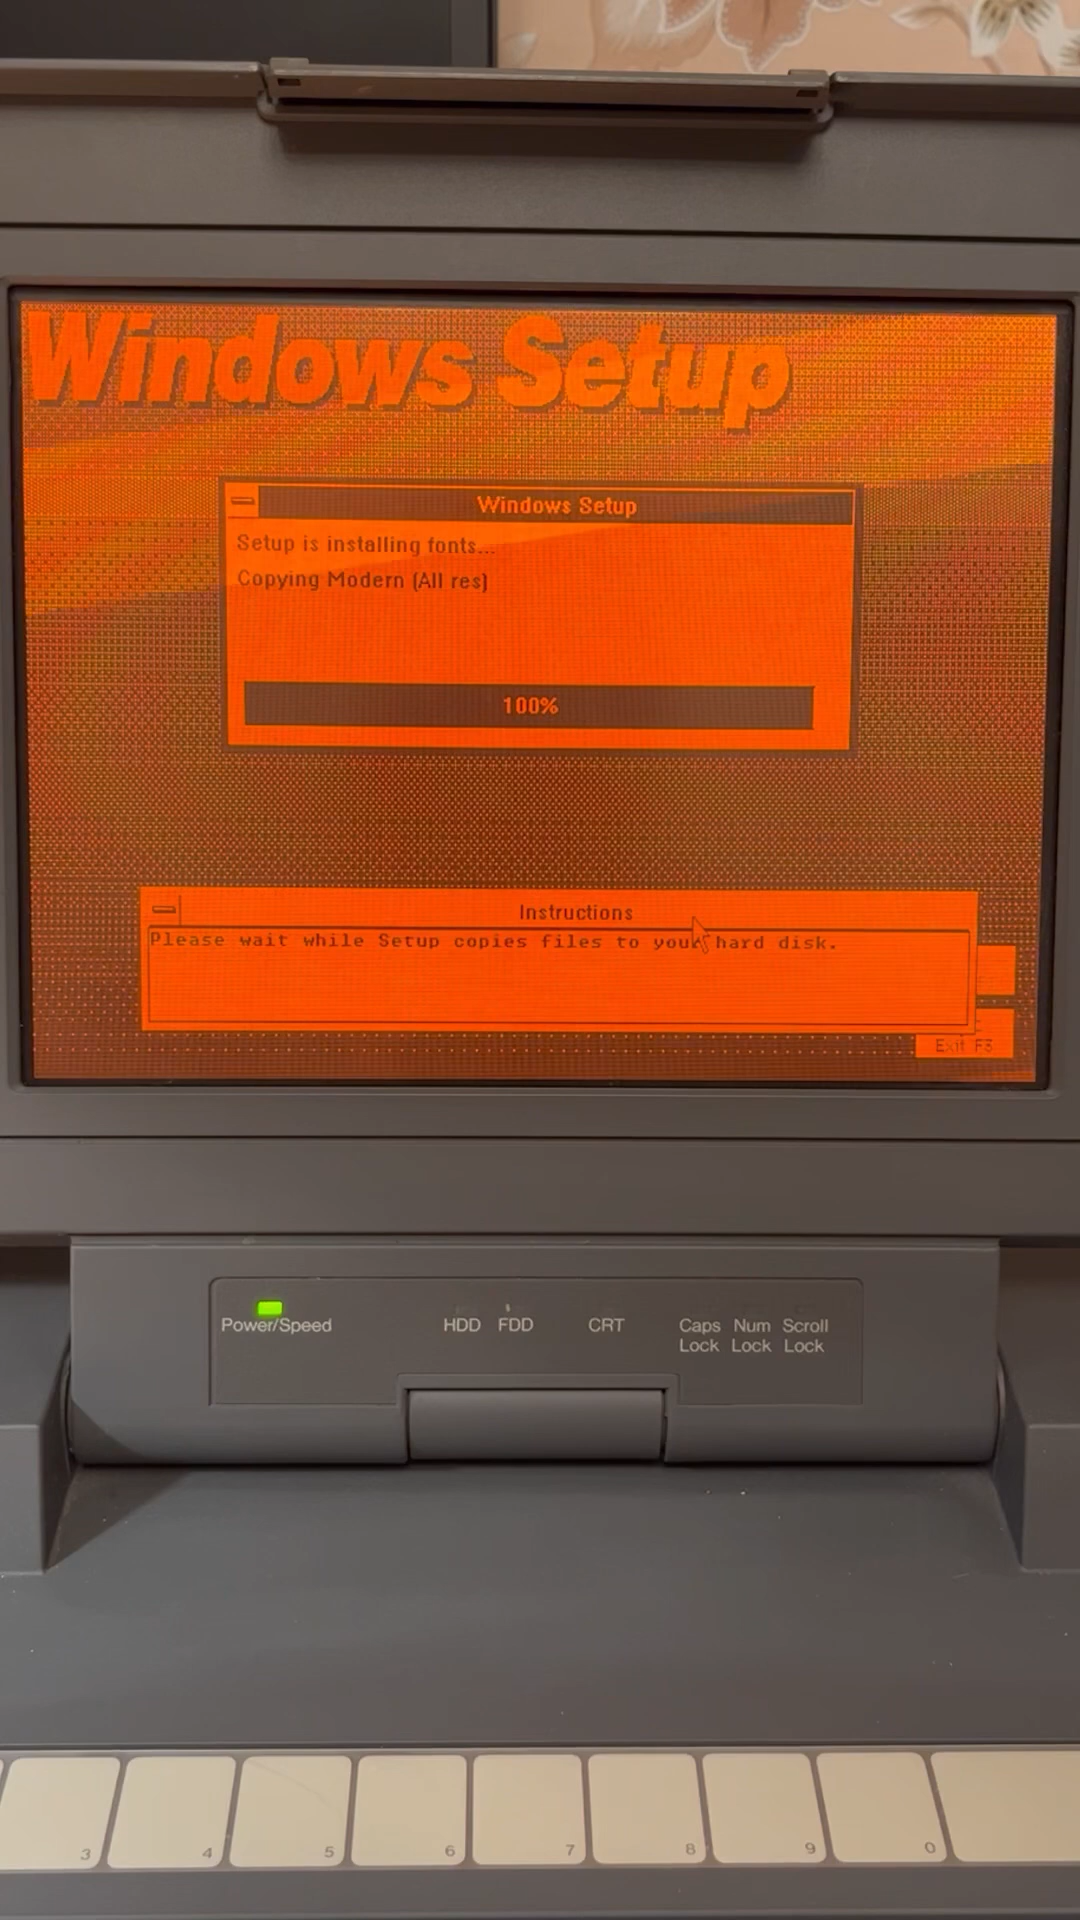 Windows Setup
Windows Setup
Setup is installing fonts...
Copying Modern (All res)
100%
Instructions
Please wait while Setup copies files to your hard disk.
Exit F3
Power/Speed
HDD
FDD
CRT
Caps Lock
Num Lock
Scroll Lock
3
4
5
6
7
8
9
0